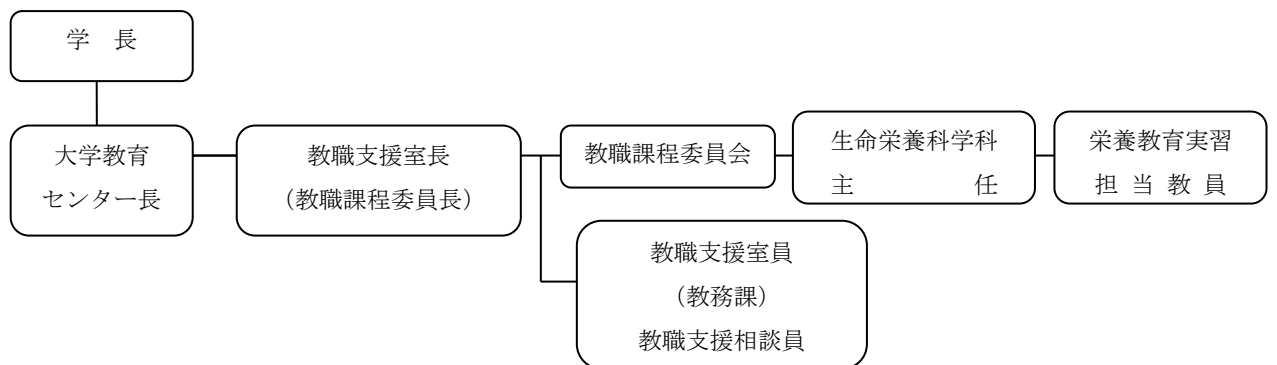 学　長
大学教育
センター長
教職支援室長
（教職課程委員長）
教職課程委員会
生命栄養科学科
主　　　　任
栄養教育実習
担 当 教 員
教職支援室員
（教務課）
教職支援相談員